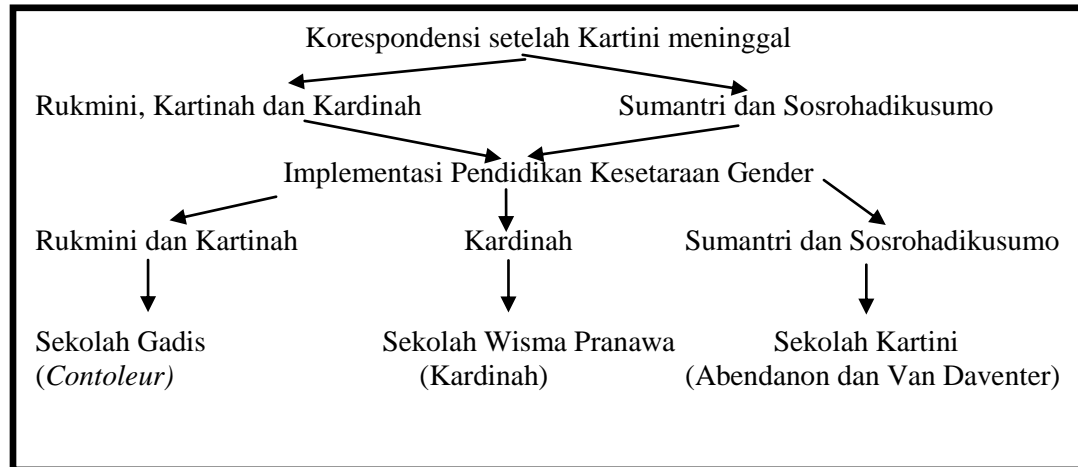 Korespondensi setelah Kartini meninggal
Rukmini, Kartinah dan Kardinah Sumantri dan Sosrohadikusumo
Implementasi Pendidikan Kesetaraan Gender
Rukmini dan Kartinah Kardinah Sumantri dan Sosrohadikusumo
Sekolah Gadis Sekolah Wisma Pranawa Sekolah Kartini
(Contoleur) (Kardinah) (Abendanon dan Van Daventer)